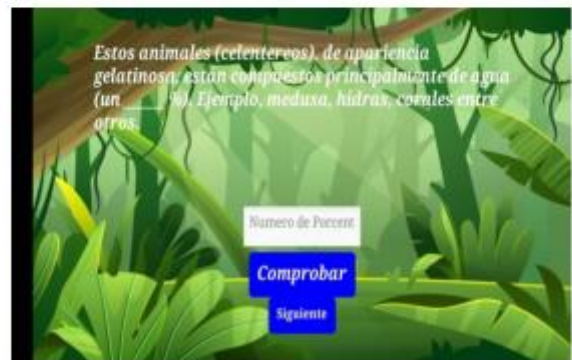 Estos animales (celentereos), de apariencia
gelatinosa, están compuestos principalmente de agua
(un _____ %). Ejemplo, medusa, hidras, corales entre
otros.
Numero de Porcent
Comprobar
Siguiente